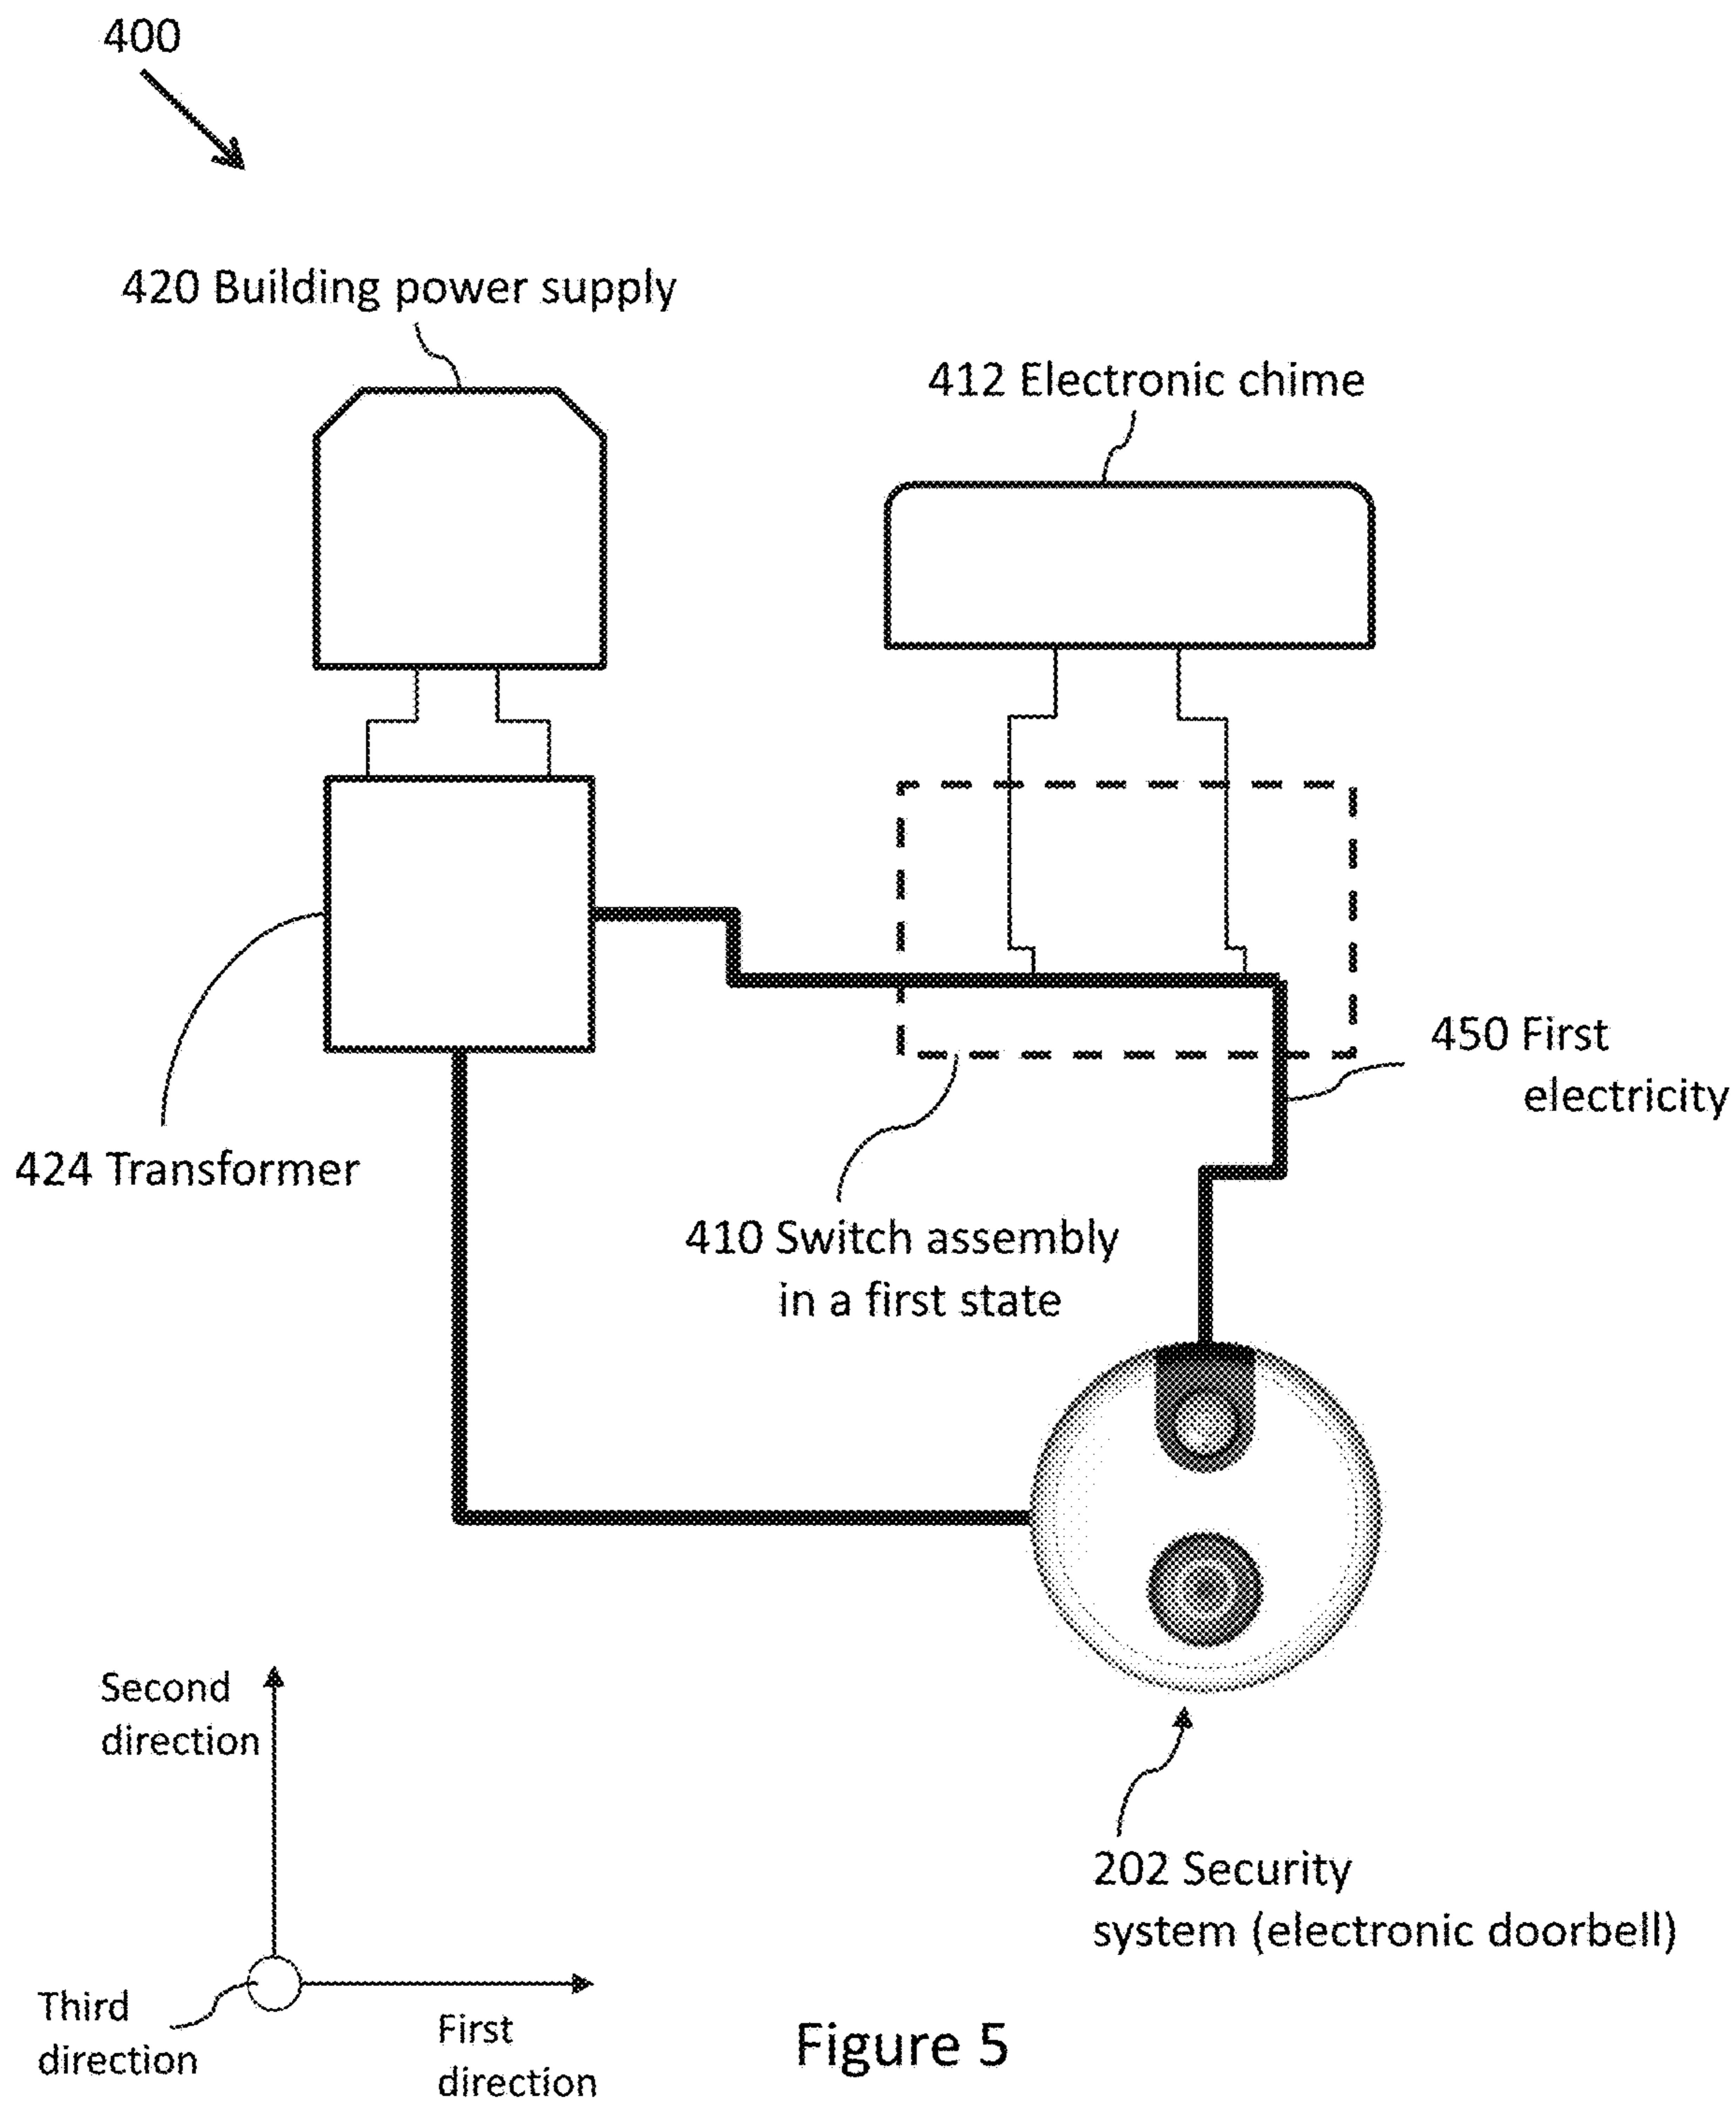 400
420 Building power supply
412 Electronic chime
450 First
electricity
424 Transformer
410 Switch assembly
in a first state
202 Security
system (electronic doorbell)
Second
direction
Third
direction
First
direction
Figure 5